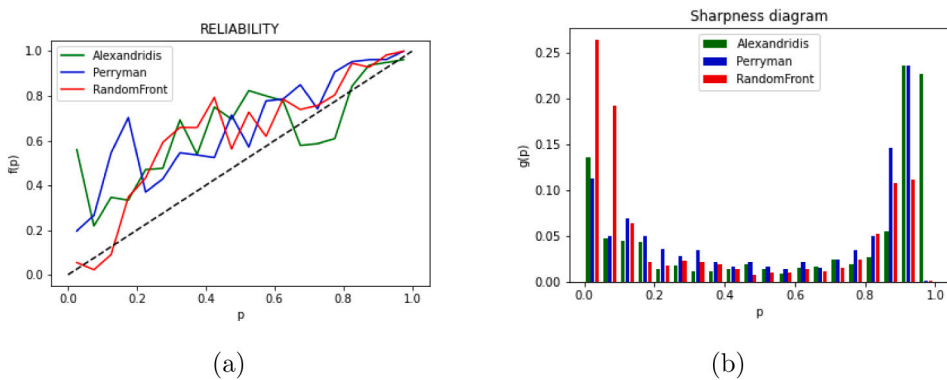 RELIABILITY
1.0
0.8
0.6
0.4
0.2
0.0
f(p)
Alexandridis
Perryman
RandomFront
0.0 0.2 0.4 0.6 0.8 1.0
p
(a)
Sharpness diagram
0.25
0.20
0.15
0.10
0.05
0.00
g(p)
Alexandridis
Perryman
RandomFront
0.0 0.2 0.4 0.6 0.8 1.0
p
(b)